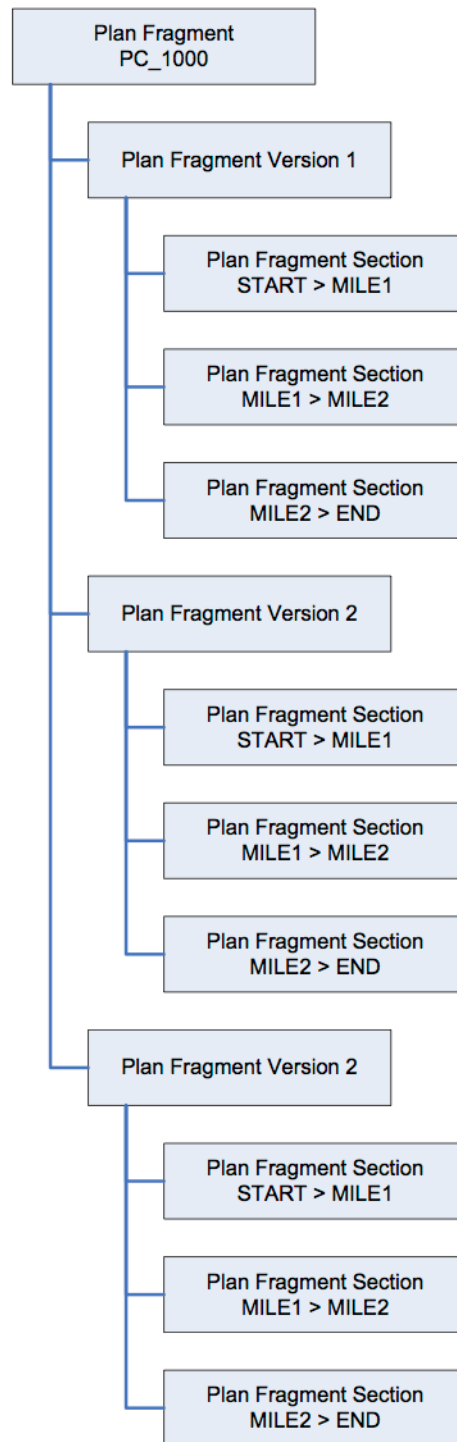 Plan Fragment
PC_1000
Plan Fragment Version 1
Plan Fragment Section
START > MILE1
Plan Fragment Section
MILE1 > MILE2
Plan Fragment Section
MILE2 > END
Plan Fragment Version 2
Plan Fragment Section
START > MILE1
Plan Fragment Section
MILE1 > MILE2
Plan Fragment Section
MILE2 > END
Plan Fragment Version 2
Plan Fragment Section
START > MILE1
Plan Fragment Section
MILE1 > MILE2
Plan Fragment Section
MILE2 > END